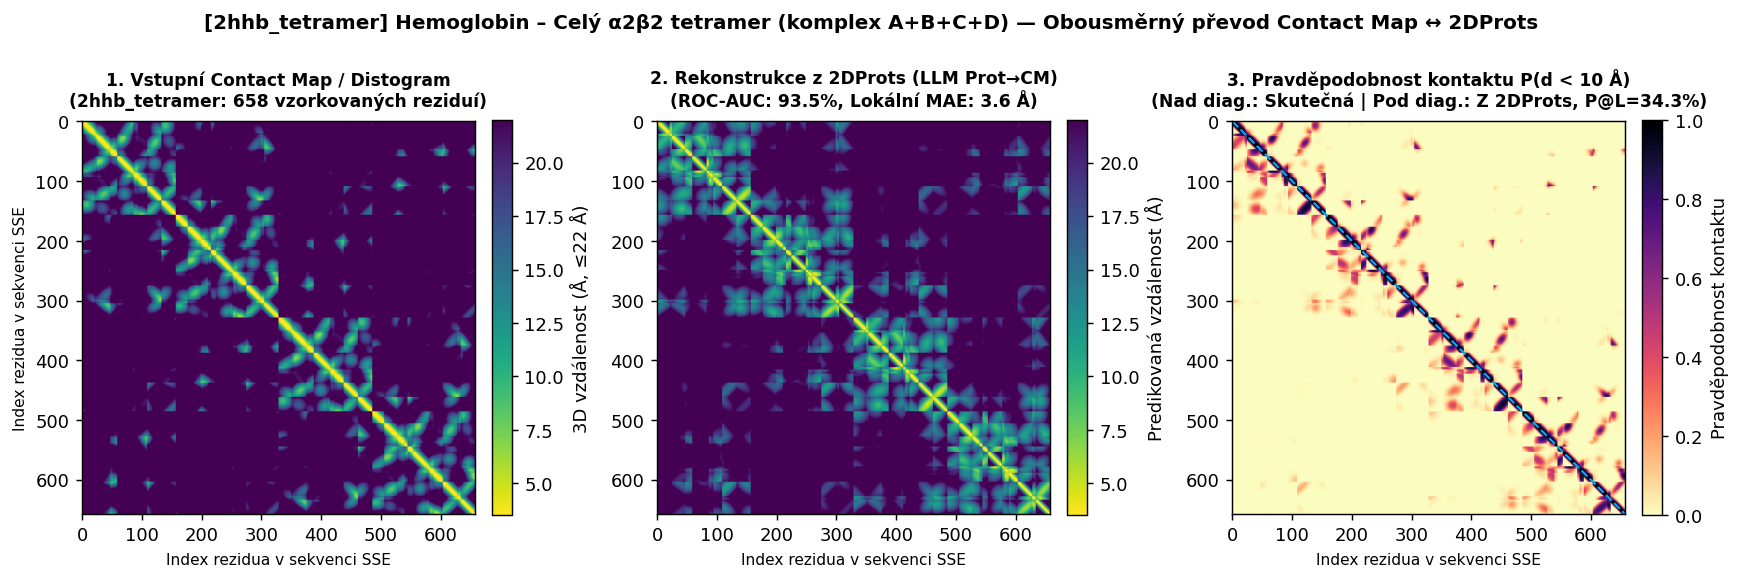 [2hhb_tetramer] Hemoglobin – Celý α2β2 tetramer (komplex A+B+C+D) — Obousměrný převod Contact Map ↔ 2DProts
1. Vstupní Contact Map / Distogram
(2hhb_tetramer: 658 vzorkovaných reziduí)
0
100
200
300
400
500
600
0 100 200 300 400 500 600
Index rezidua v sekvenci SSE
Index rezidua v sekvenci SSE
20.0
17.5
15.0
12.5
10.0
7.5
5.0
3D vzdálenost (Å, ≤22 Å)
2. Rekonstrukce z 2DProts (LLM Prot→CM)
(ROC-AUC: 93.5%, Lokální MAE: 3.6 Å)
0
100
200
300
400
500
600
0 100 200 300 400 500 600
Index rezidua v sekvenci SSE
20.0
17.5
15.0
12.5
10.0
7.5
5.0
Predikovaná vzdálenost (Å)
3. Pravděpodobnost kontaktu P(d < 10 Å)
(Nad diag.: Skutečná | Pod diag.: Z 2DProts, P@L=34.3%)
0
100
200
300
400
500
600
0 100 200 300 400 500 600
Index rezidua v sekvenci SSE
1.0
0.8
0.6
0.4
0.2
0.0
Pravděpodobnost kontaktu